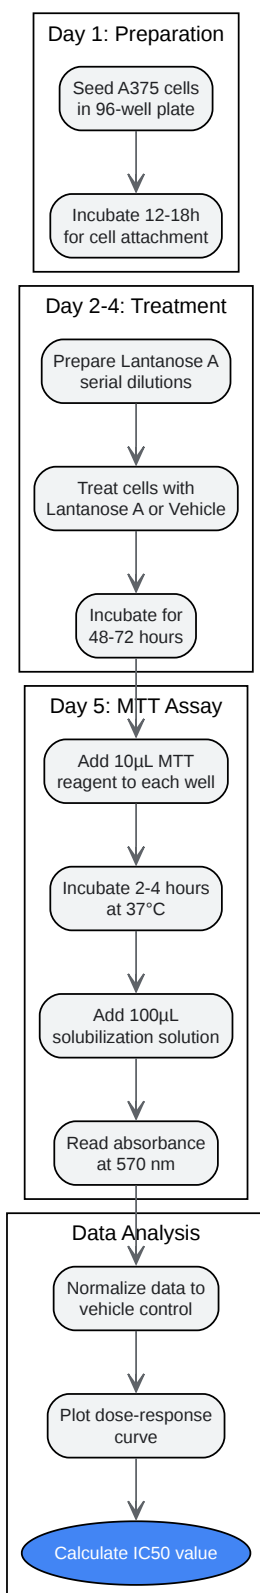 Day 1: Preparation
Seed A375 cells
in 96-well plate
Incubate 12-18h
for cell attachment
Day 2-4: Treatment
Prepare Lantanose A
serial dilutions
Treat cells with
Lantanose A or Vehicle
Incubate for
48-72 hours
Day 5: MTT Assay
Add 10µL MTT
reagent to each well
Incubate 2-4 hours
at 37°C
Add 100µL
solubilization solution
Read absorbance
at 570 nm
Data Analysis
Normalize data to
vehicle control
Plot dose-response
curve
Calculate IC50 value